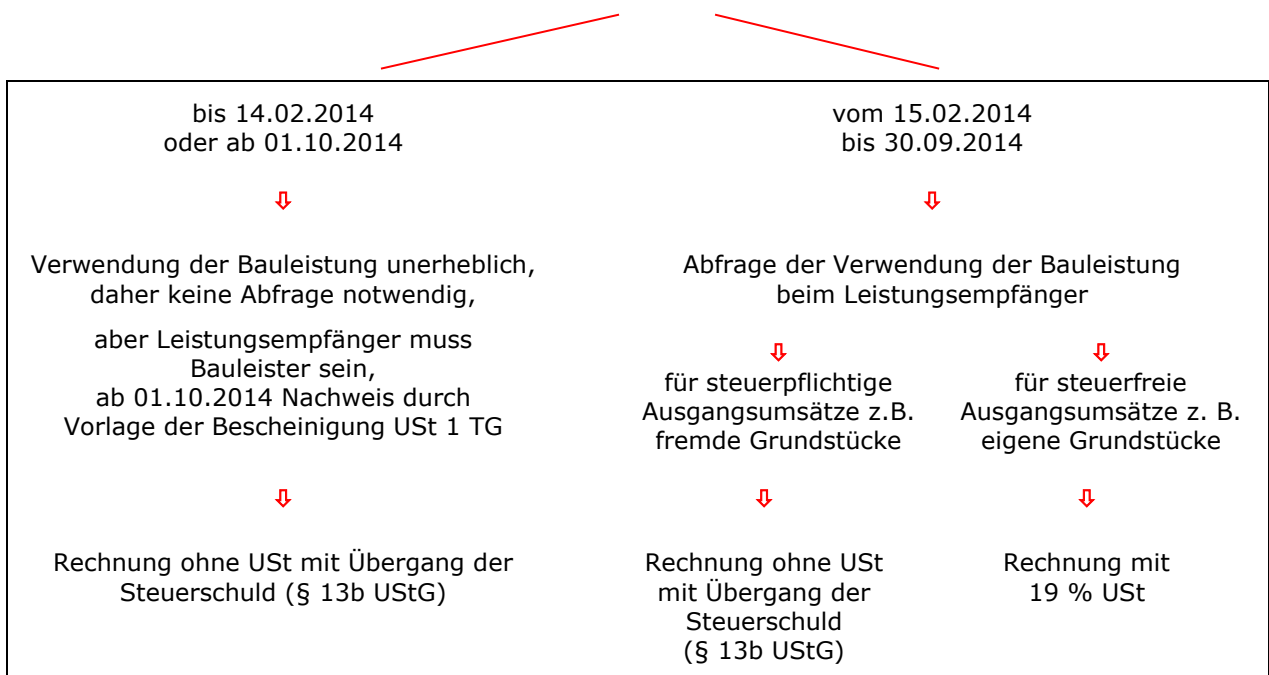 bis 14.02.2014
oder ab 01.10.2014
⇩
Verwendung der Bauleistung unerheblich,
daher keine Abfrage notwendig,
aber Leistungsempfänger muss
Bauleister sein,
ab 01.10.2014 Nachweis durch
Vorlage der Bescheinigung USt 1 TG
⇩
Rechnung ohne USt mit Übergang der
Steuerschuld (§ 13b UStG)
vom 15.02.2014
bis 30.09.2014
⇩
Abfrage der Verwendung der Bauleistung
beim Leistungsempfänger
⇩
für steuerpflichtige
Ausgangsumsätze z.B.
fremde Grundstücke
⇩
Rechnung ohne USt
mit Übergang der
Steuerschuld
(§ 13b UStG)
⇩
für steuerfreie
Ausgangsumsätze z. B.
eigene Grundstücke
⇩
Rechnung mit
19 % USt